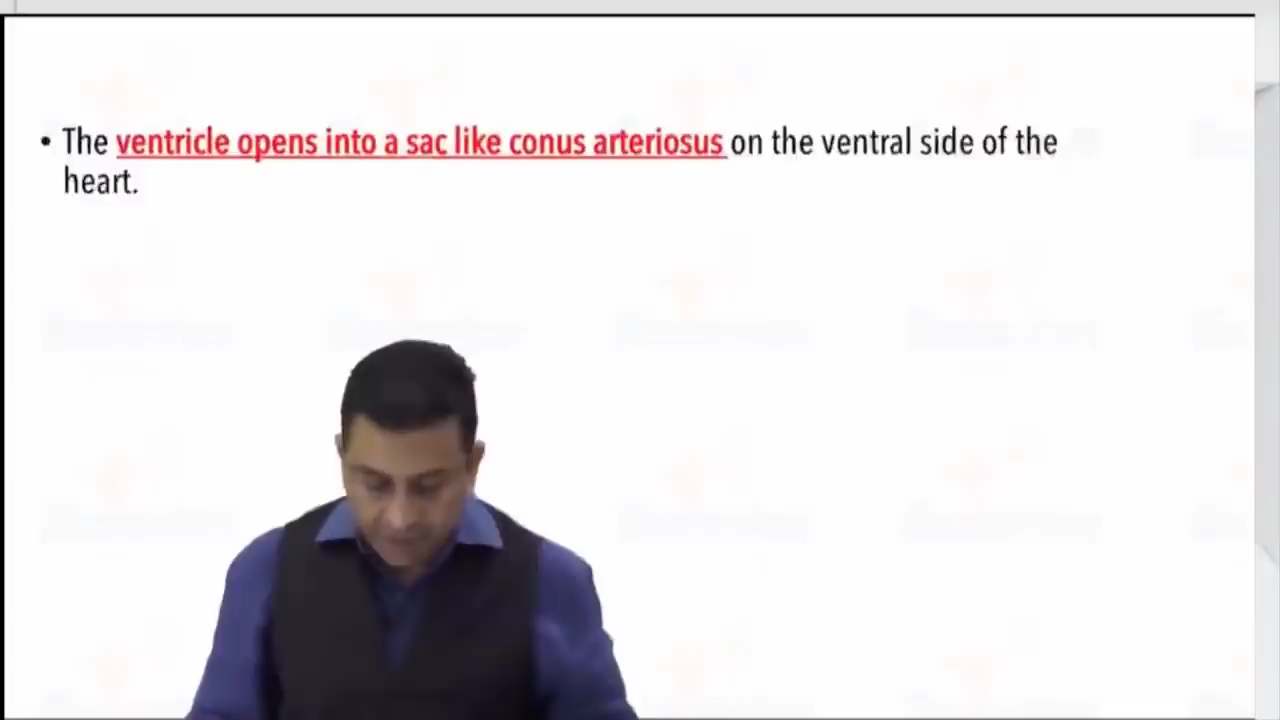 • The ventricle opens into a sac like conus arteriosus on the ventral side of the
heart.